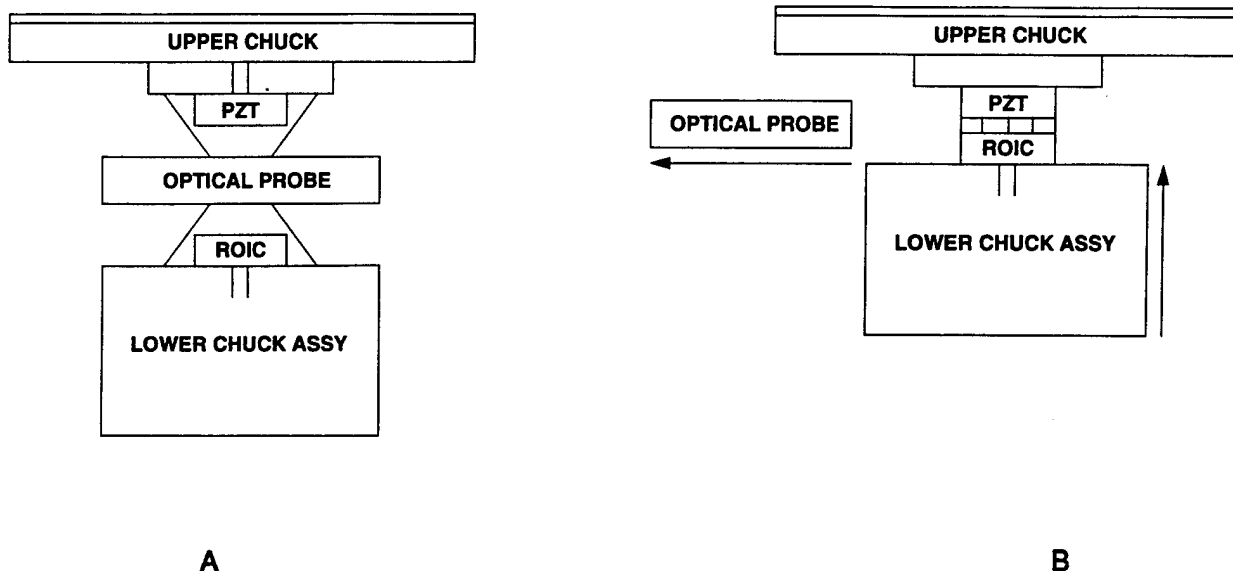 UPPER CHUCK
PZT
OPTICAL PROBE
ROIC
LOWER CHUCK ASSY
A
UPPER CHUCK
PZT
OPTICAL PROBE
ROIC
LOWER CHUCK ASSY
B